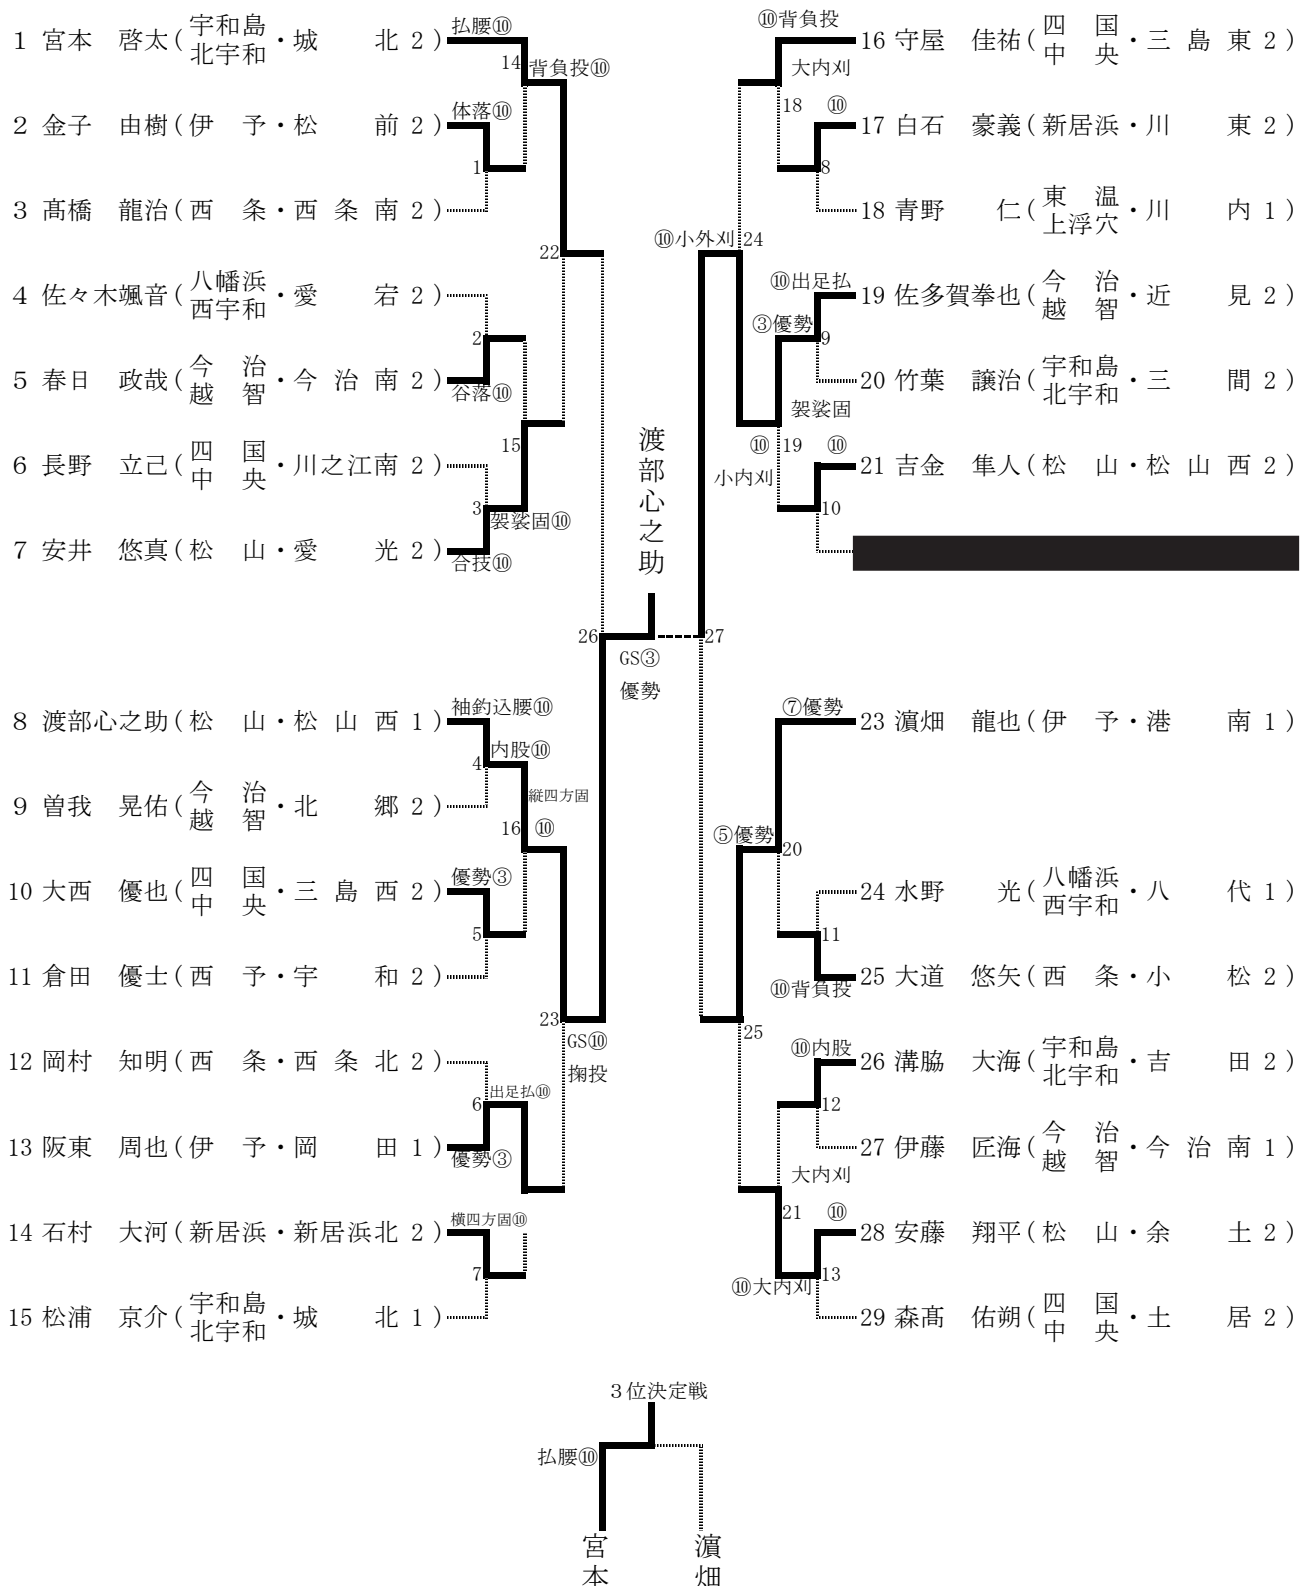 1 宮本　啓太(宇和島北宇和・城　北 2)
払腰⑩
14
背負投⑩
2 金子　由樹(伊　予・松　前 2)
体落⑩
1
3 髙橋　龍治(西　条・西 条 南 2)
22
4 佐々木颯音(八幡浜西宇和・愛　宕 2)
2
5 春日　政哉(今　治越　智・今 治 南 2)
谷落⑩
15
6 長野　立己(四　国中　央・川之江南 2)
3
袈裟固⑩
7 安井　悠真(松　山・愛　光 2)
合技⑩
26
8 渡部心之助(松　山・松 山 西 1)
袖釣込腰⑩
4
内股⑩
9 曽我　晃佑(今　治越　智・北　郷 2)
縦四方固
16
⑩
10 大西　優也(四　国中　央・三 島 西 2)
優勢③
5
11 倉田　優士(西　予・宇　和 2)
23
GS⑩
掬投
12 岡村　知明(西　条・西 条 北 2)
6
出足払⑩
13 阪東　周也(伊　予・岡　田 1)
優勢③
14 石村　大河(新居浜・新居浜北 2)
横四方固⑩
7
15 松浦　京介(宇和島北宇和・城　北 1)
渡部心之助
GS③
優勢
27
⑩背負投
16 守屋　佳祐(四　国中　央・三 島 東 2)
大内刈
18
⑩
17 白石　豪義(新居浜・川　東 2)
8
18 青野　仁(東　温上浮穴・川　内 1)
⑩小外刈
24
⑩出足払
19 佐多賀拳也(今　治越　智・近　見 2)
③優勢
9
20 竹葉　譲治(宇和島北宇和・三　間 2)
袈裟固
⑩
19
⑩
21 吉金　隼人(松　山・松 山 西 2)
小内刈
10
⑦優勢
23 濵畑　龍也(伊　予・港　南 1)
⑤優勢
20
24 水野　光(八幡浜西宇和・八　代 1)
11
⑩背負投
25 大道　悠矢(西　条・小　松 2)
25
⑩内股
26 溝脇　大海(宇和島北宇和・吉　田 2)
12
27 伊藤　匠海(今　治越　智・今 治 南 1)
大内刈
21
⑩
28 安藤　翔平(松　山・余　土 2)
⑩大内刈
13
29 森髙　佑朔(四　国中　央・土　居 2)
３位決定戦
払腰⑩
宮本
濵畑